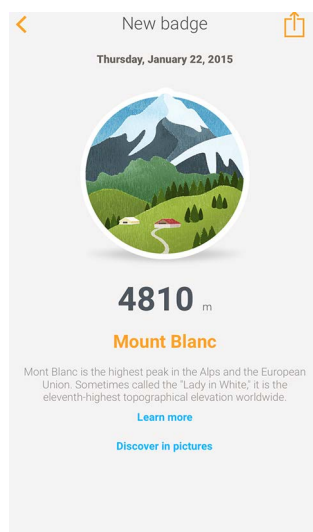 New badge
Thursday, January 22, 2015
4810 m
Mount Blanc
Mont Blanc is the highest peak in the Alps and the European
Union. Sometimes called the "Lady in White," it is the
eleventh-highest topographical elevation worldwide.
Learn more
Discover in pictures